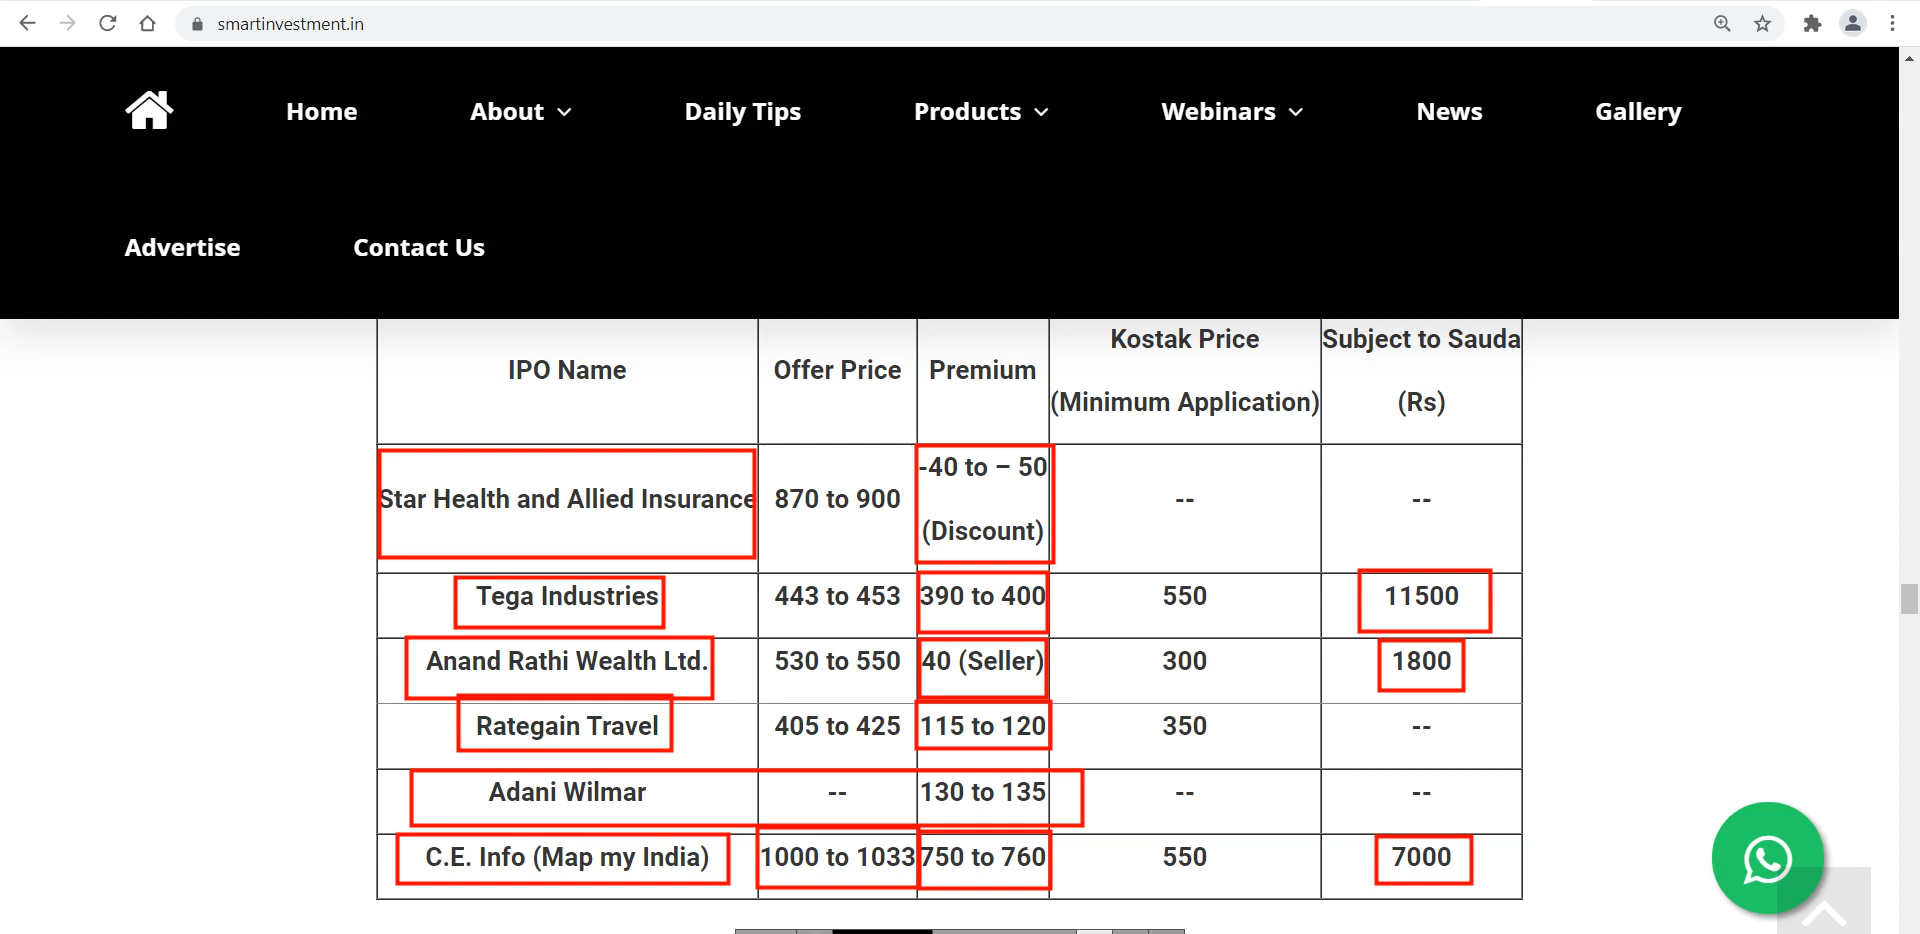 smartinvestment.in
Home About Daily Tips Products Webinars News Gallery
Advertise Contact Us
IPO Name Offer Price Premium Kostak Price (Minimum Application) Subject to Sauda (Rs)
Star Health and Allied Insurance 870 to 900 -40 to – 50 (Discount) -- --
Tega Industries 443 to 453 390 to 400 550 11500
Anand Rathi Wealth Ltd. 530 to 550 40 (Seller) 300 1800
Rategain Travel 405 to 425 115 to 120 350 --
Adani Wilmar -- 130 to 135 -- --
C.E. Info (Map my India) 1000 to 1033 750 to 760 550 7000